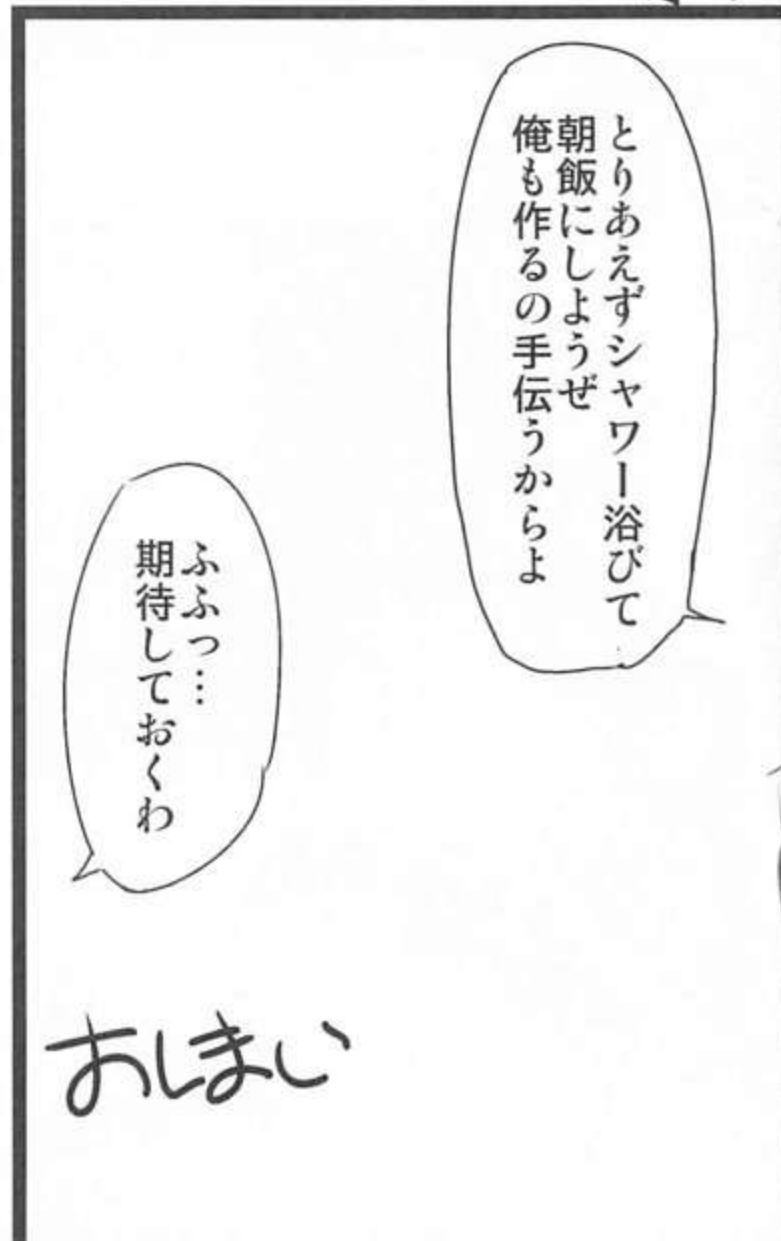 とりあえずシャワー浴びて
朝飯にしようぜ
俺も作るの手伝うからよ
ふふっ…
期待しておくわ
おしまい